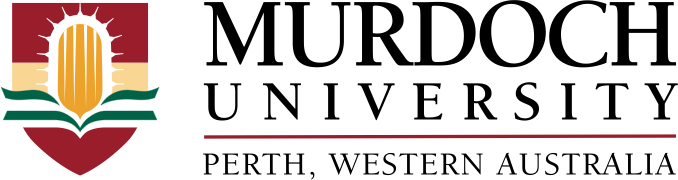 MURDOCH
UNIVERSITY
PERTH, WESTERN AUSTRALIA